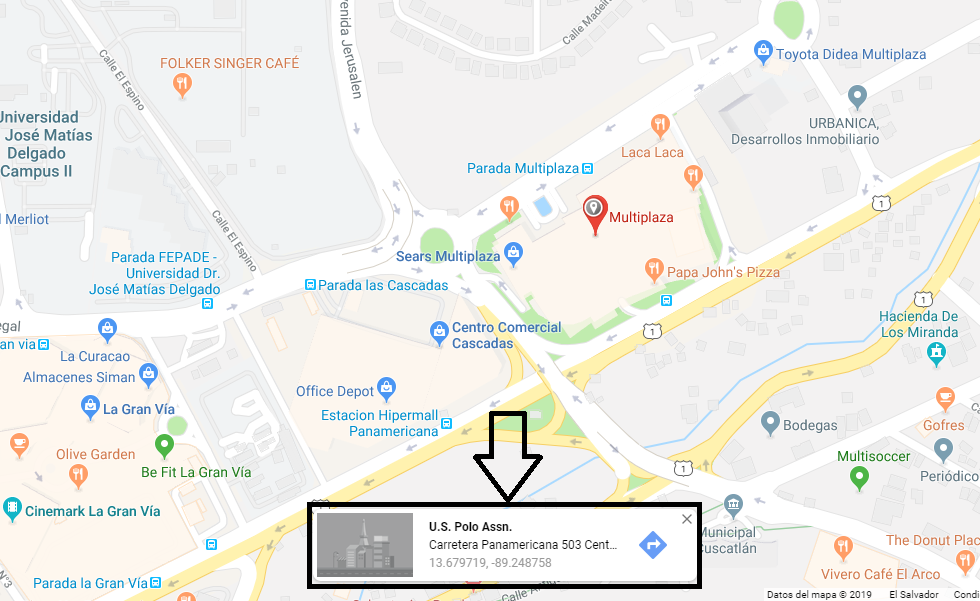 venida Jerusalen
Calle Madei
Toyota Didea Multiplaza
Calle El Espino
FOLKER SINGER CAFÉ
Universidad
José Matías
Delgado
Campus II
URBANICA,
Desarrollos Inmobiliario
Laca Laca
Parada Multiplaza
1
l Merliot
Calle El Espino
Multiplaza
Sears Multiplaza
Parada FEPADE -
Universidad Dr.
José Matías Delgado
Papa John's Pizza
Parada las Cascadas
1
Hacienda De
Los Miranda
egal
an via
La Curacao
Centro Comercial
Cascadas
1
Almacenes Siman
Office Depot
La Gran Vía
Estacion Hipermall
Panamericana
Bodegas
Gofres
Olive Garden
Be Fit La Gran Vía
Multisoccer
1
Periódico
Cinemark La Gran Vía
U.S. Polo Assn.
Carretera Panamericana 503 Cent...
13.679719, -89.248758
Municipal
Cuscatlán
The Donut Plac
Vivero Café El Arco
N°3
Parada la Gran Vía
Datos del mapa © 2019
El Salvador
Condi